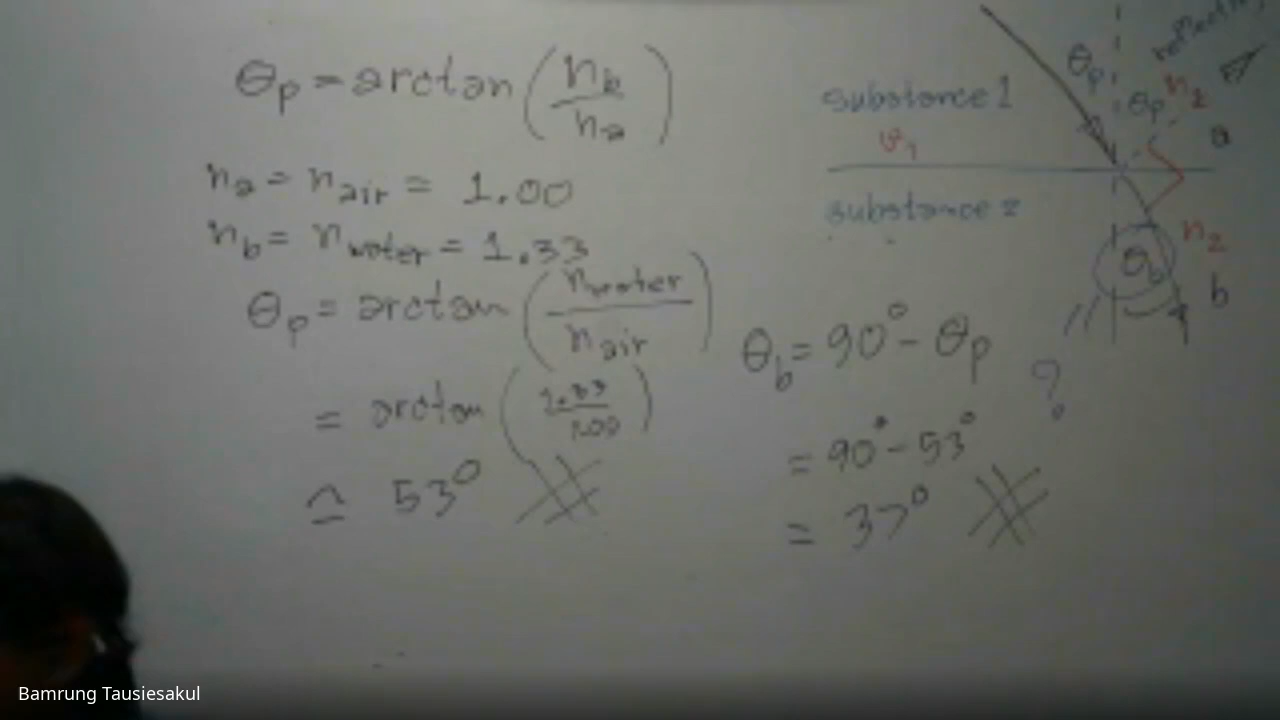 θp = arctan(nb/na)
na = nair = 1.00
nb = nwater = 1.33
θp = arctan(nwater/nair)
= arctan(1.33/1.00)
≃ 53°
θp
θp
substance 1
a
substance 2
n2
θb
b
θb = 90° - θp
?
= 90° - 53°
= 37°
Bamrung Tausiesakul